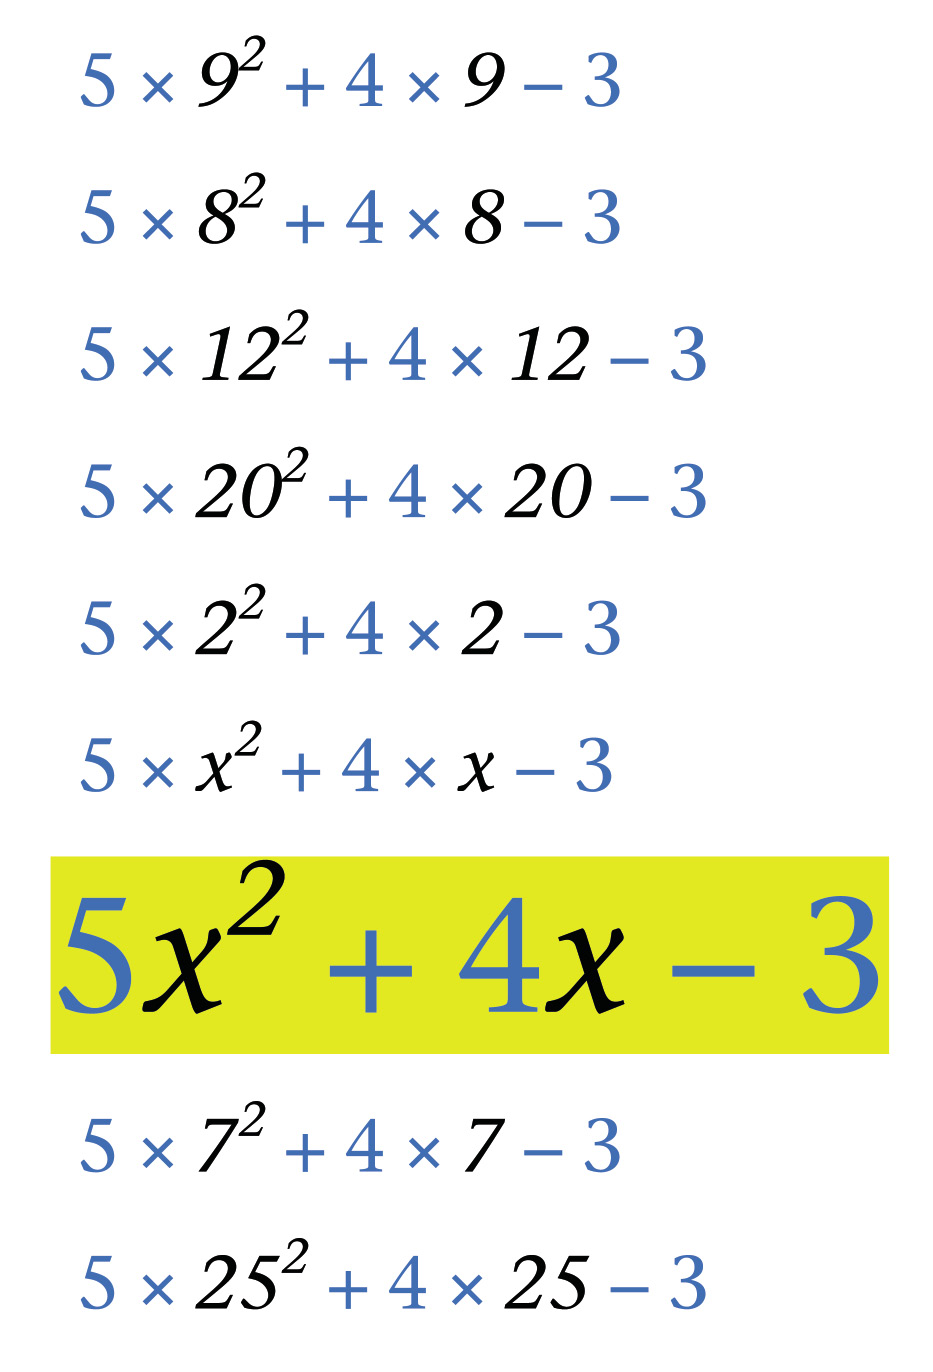 5 × 9² + 4 × 9 – 3
5 × 8² + 4 × 8 – 3
5 × 12² + 4 × 12 – 3
5 × 20² + 4 × 20 – 3
5 × 2² + 4 × 2 – 3
5 × x² + 4 × x – 3
5x² + 4x – 3
5 × 7² + 4 × 7 – 3
5 × 25² + 4 × 25 – 3